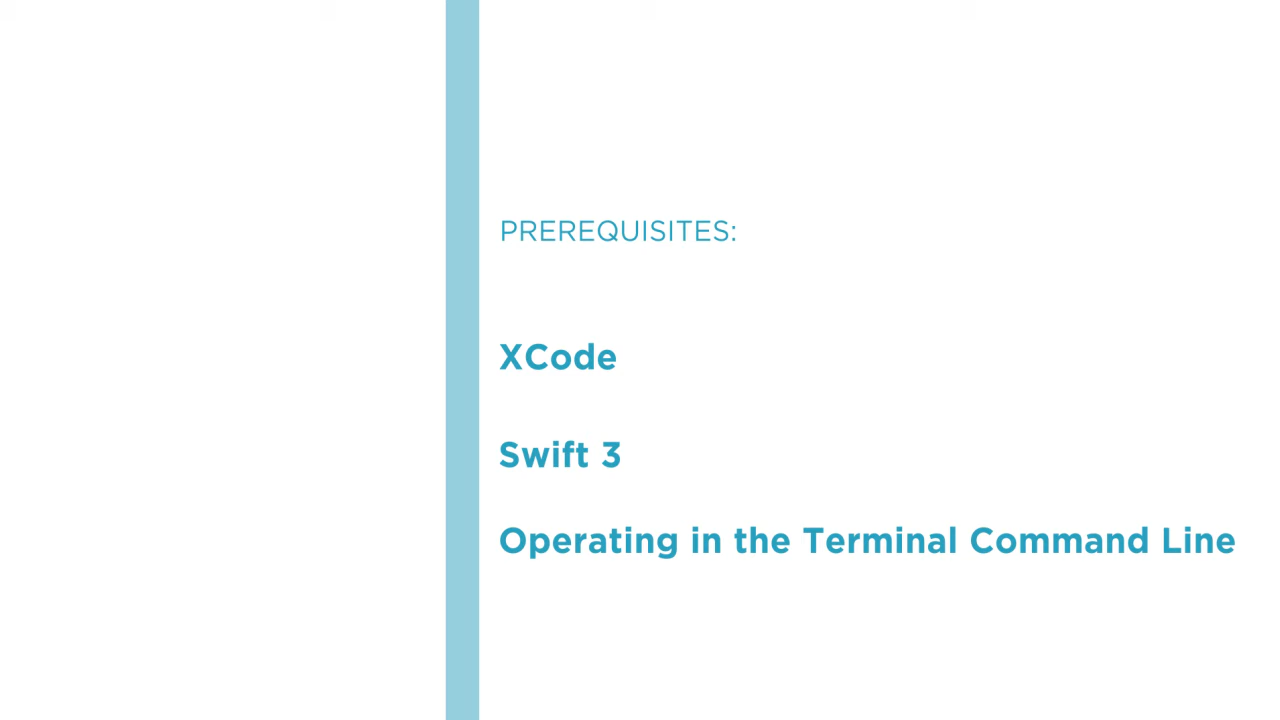 PREREQUISITES:
XCode
Swift 3
Operating in the Terminal Command Line